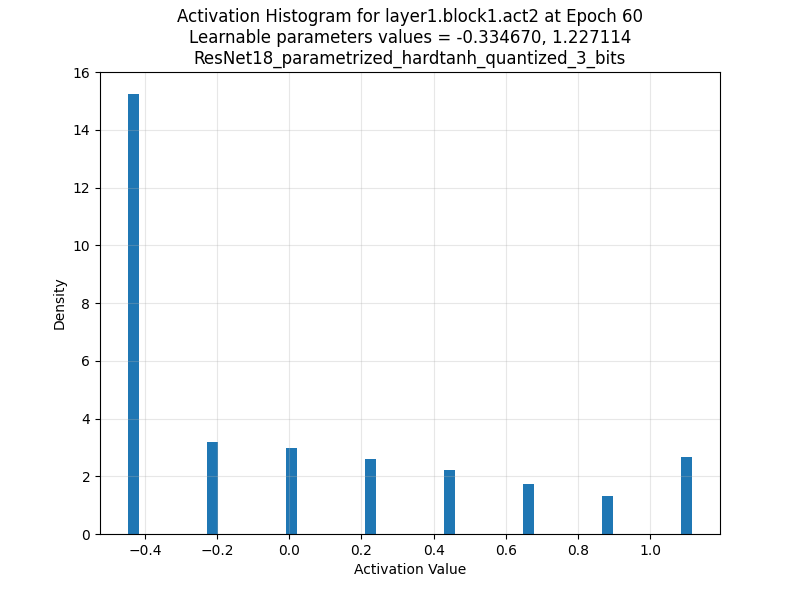 Activation Histogram for layer1.block1.act2 at Epoch 60
Learnable parameters values = -0.334670, 1.227114
ResNet18_parametrized_hardtanh_quantized_3_bits
16
14
12
10
8
6
4
2
0
Density
−0.4 −0.2 0.0 0.2 0.4 0.6 0.8 1.0
Activation Value